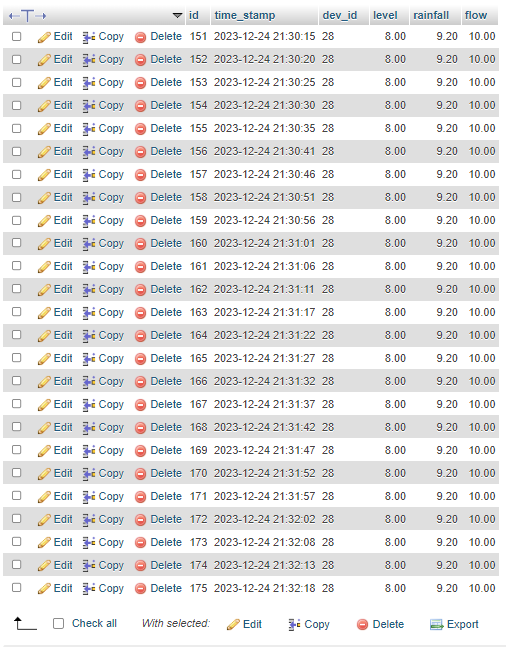 id time_stamp dev_id level rainfall flow
Edit Copy Delete 151 2023-12-24 21:30:15 28 8.00 9.20 10.00
Edit Copy Delete 152 2023-12-24 21:30:20 28 8.00 9.20 10.00
Edit Copy Delete 153 2023-12-24 21:30:25 28 8.00 9.20 10.00
Edit Copy Delete 154 2023-12-24 21:30:30 28 8.00 9.20 10.00
Edit Copy Delete 155 2023-12-24 21:30:35 28 8.00 9.20 10.00
Edit Copy Delete 156 2023-12-24 21:30:41 28 8.00 9.20 10.00
Edit Copy Delete 157 2023-12-24 21:30:46 28 8.00 9.20 10.00
Edit Copy Delete 158 2023-12-24 21:30:51 28 8.00 9.20 10.00
Edit Copy Delete 159 2023-12-24 21:30:56 28 8.00 9.20 10.00
Edit Copy Delete 160 2023-12-24 21:31:01 28 8.00 9.20 10.00
Edit Copy Delete 161 2023-12-24 21:31:06 28 8.00 9.20 10.00
Edit Copy Delete 162 2023-12-24 21:31:11 28 8.00 9.20 10.00
Edit Copy Delete 163 2023-12-24 21:31:17 28 8.00 9.20 10.00
Edit Copy Delete 164 2023-12-24 21:31:22 28 8.00 9.20 10.00
Edit Copy Delete 165 2023-12-24 21:31:27 28 8.00 9.20 10.00
Edit Copy Delete 166 2023-12-24 21:31:32 28 8.00 9.20 10.00
Edit Copy Delete 167 2023-12-24 21:31:37 28 8.00 9.20 10.00
Edit Copy Delete 168 2023-12-24 21:31:42 28 8.00 9.20 10.00
Edit Copy Delete 169 2023-12-24 21:31:47 28 8.00 9.20 10.00
Edit Copy Delete 170 2023-12-24 21:31:52 28 8.00 9.20 10.00
Edit Copy Delete 171 2023-12-24 21:31:57 28 8.00 9.20 10.00
Edit Copy Delete 172 2023-12-24 21:32:02 28 8.00 9.20 10.00
Edit Copy Delete 173 2023-12-24 21:32:08 28 8.00 9.20 10.00
Edit Copy Delete 174 2023-12-24 21:32:13 28 8.00 9.20 10.00
Edit Copy Delete 175 2023-12-24 21:32:18 28 8.00 9.20 10.00
Check all With selected: Edit Copy Delete Export